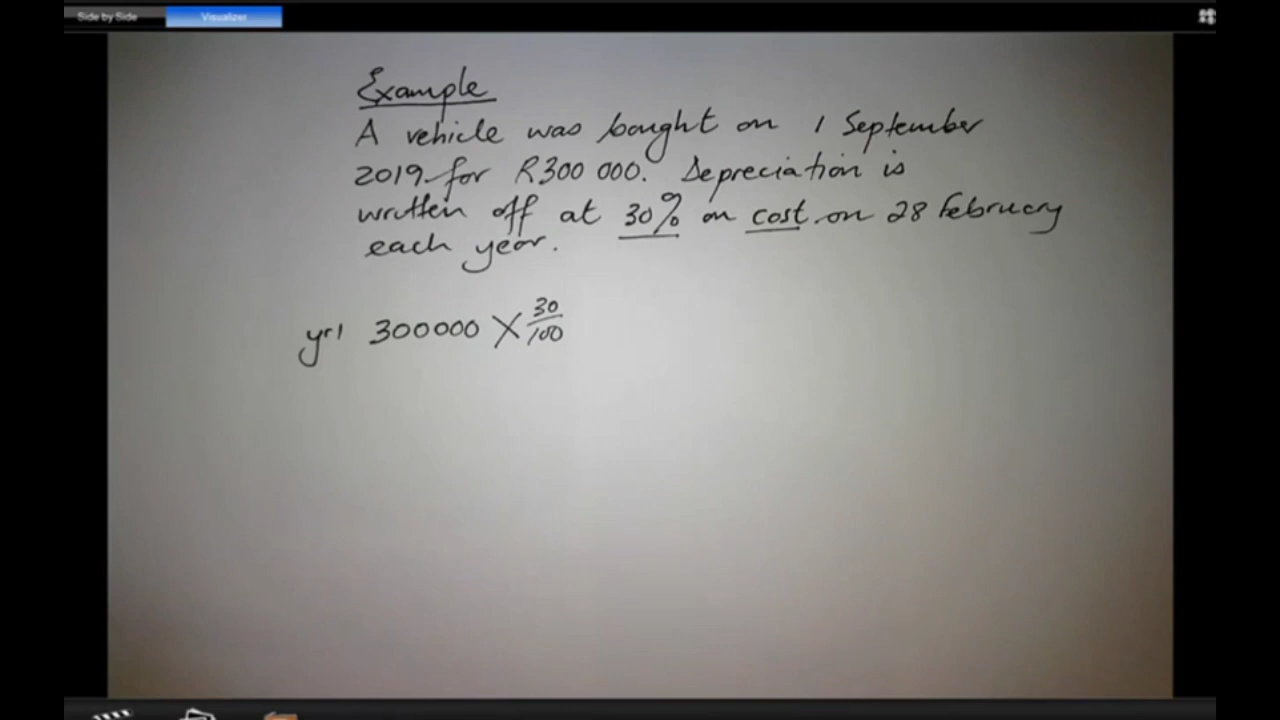 Side by Side Visualizer
Example
A vehicle was bought on 1 September
2019 for R300 000. Depreciation is
written off at 30% on cost on 28 February
each year.
yr1 300000 X 30/100